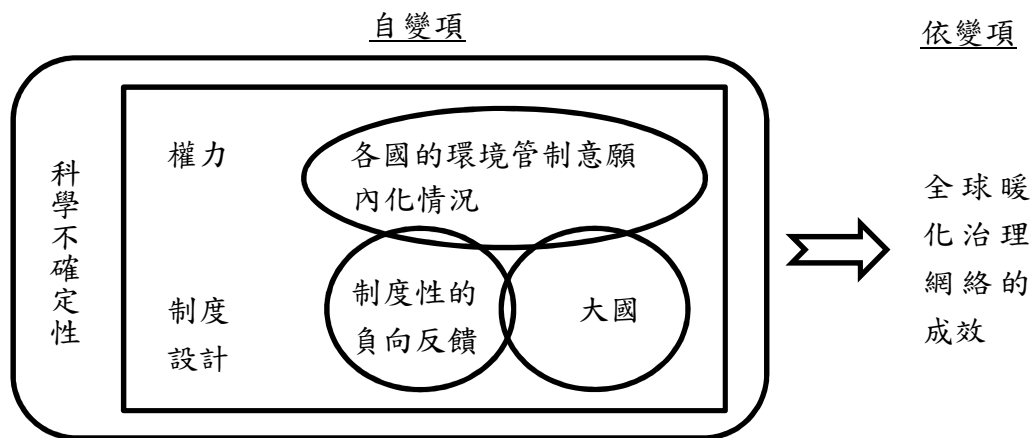 自變項
依變項
科學不確定性
權力
各國的環境管制意願
內化情況
制度
設計
制度性的
負向反饋
大國
全球暖
化治理
網絡的
成效